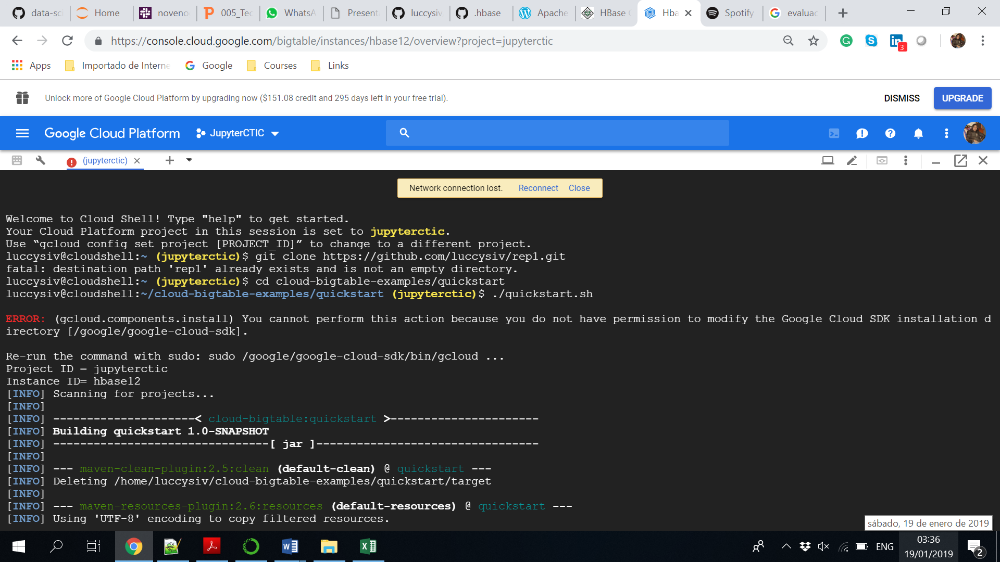 data-sci
Home
noveno
005_Tec
WhatsA
Present
luccysiv
.hbase
Apache
HBase
Hba
Spotify
evaluac
https://console.cloud.google.com/bigtable/instances/hbase12/overview?project=jupyterctic
3
Apps
Importado de Interne
Google
Courses
Links
Unlock more of Google Cloud Platform by upgrading now ($151.08 credit and 295 days left in your free trial).
DISMISS
UPGRADE
Google Cloud Platform
JupyterCTIC
(jupyterctic)
Network connection lost. Reconnect Close
Welcome to Cloud Shell! Type "help" to get started.
Your Cloud Platform project in this session is set to jupyterctic.
Use “gcloud config set project [PROJECT_ID]” to change to a different project.
luccysiv@cloudshell:~ (jupyterctic)$ git clone https://github.com/luccysiv/rep1.git
fatal: destination path 'rep1' already exists and is not an empty directory.
luccysiv@cloudshell:~ (jupyterctic)$ cd cloud-bigtable-examples/quickstart
luccysiv@cloudshell:~/cloud-bigtable-examples/quickstart (jupyterctic)$ ./quickstart.sh
ERROR: (gcloud.components.install) You cannot perform this action because you do not have permission to modify the Google Cloud SDK installation d
irectory [/google/google-cloud-sdk].
Re-run the command with sudo: sudo /google/google-cloud-sdk/bin/gcloud ...
Project ID = jupyterctic
Instance ID= hbase12
[INFO] Scanning for projects...
[INFO]
[INFO] ---------------------< cloud-bigtable:quickstart >----------------------
[INFO] Building quickstart 1.0-SNAPSHOT
[INFO] --------------------------------[ jar ]---------------------------------
[INFO]
[INFO] --- maven-clean-plugin:2.5:clean (default-clean) @ quickstart ---
[INFO] Deleting /home/luccysiv/cloud-bigtable-examples/quickstart/target
[INFO]
[INFO] --- maven-resources-plugin:2.6:resources (default-resources) @ quickstart ---
[INFO] Using 'UTF-8' encoding to copy filtered resources.
sábado, 19 de enero de 2019
ENG
03:36
19/01/2019
2